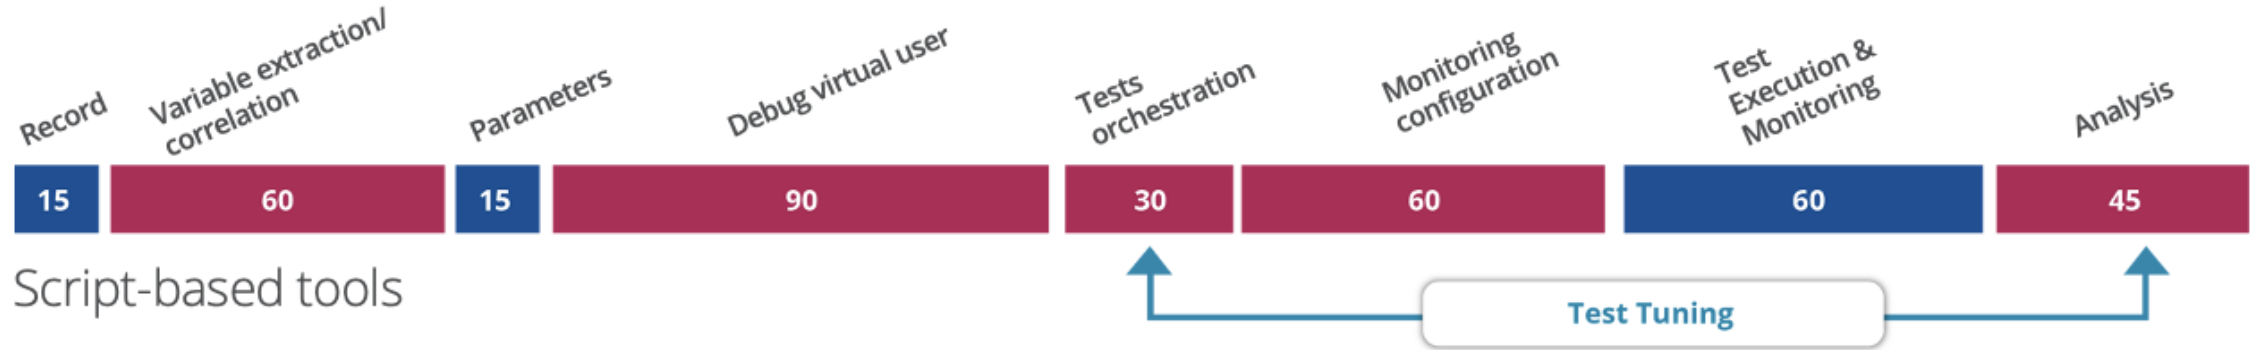 Record
Variable extraction/
correlation
Parameters
Debug virtual user
Tests
orchestration
Monitoring
configuration
Test
Execution &
Monitoring
Analysis
15
60
15
90
30
60
60
45
Script-based tools
Test Tuning